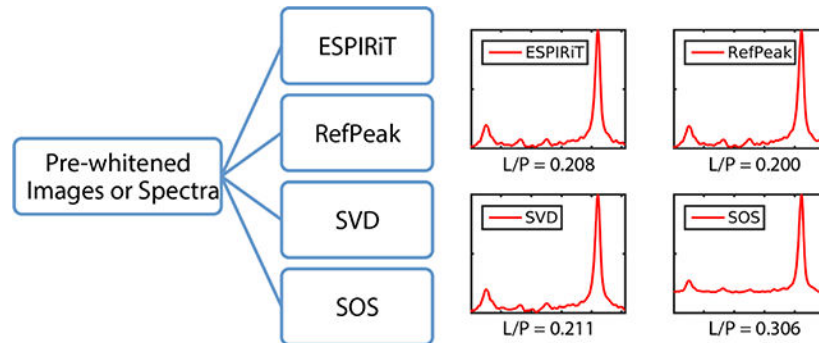 ESPIRiT
RefPeak
Pre-whitened
Images or Spectra
SVD
SOS
ESPIRiT
L/P = 0.208
RefPeak
L/P = 0.200
SVD
L/P = 0.211
SOS
L/P = 0.306